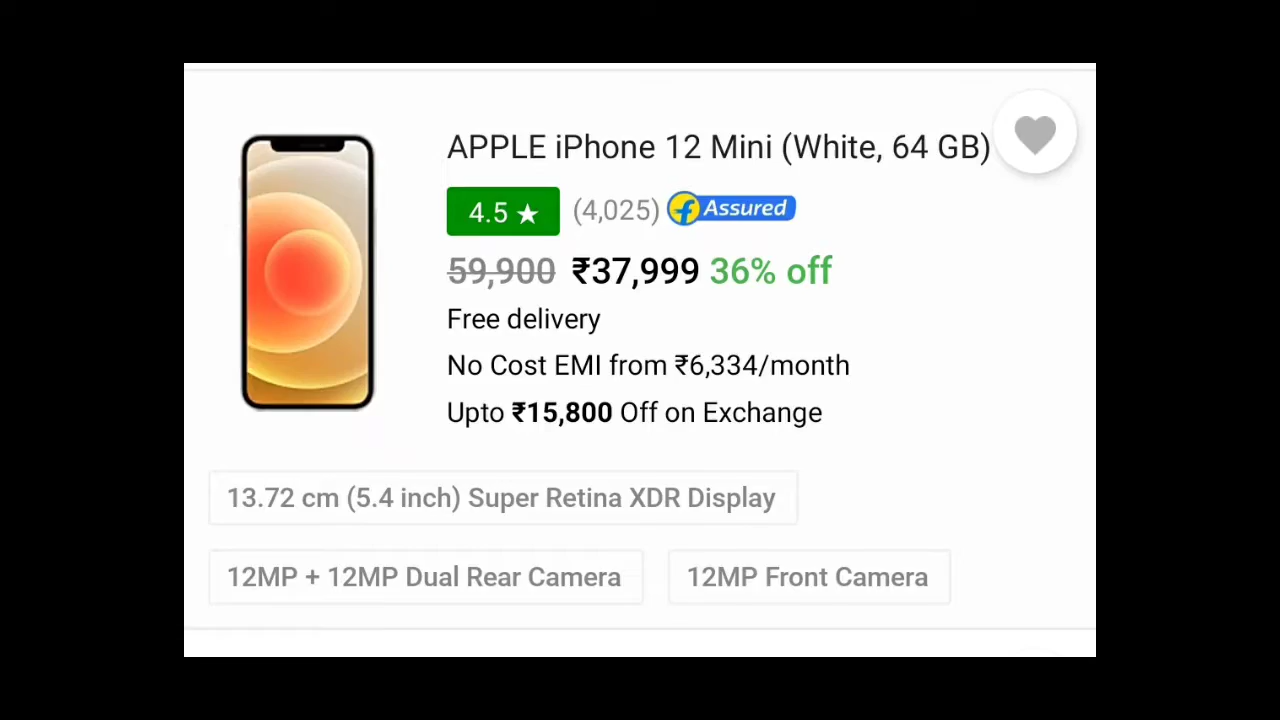 APPLE iPhone 12 Mini (White, 64 GB)
4.5 ★ (4,025) f Assured
59,900 ₹37,999 36% off
Free delivery
No Cost EMI from ₹6,334/month
Upto ₹15,800 Off on Exchange
13.72 cm (5.4 inch) Super Retina XDR Display
12MP + 12MP Dual Rear Camera 12MP Front Camera